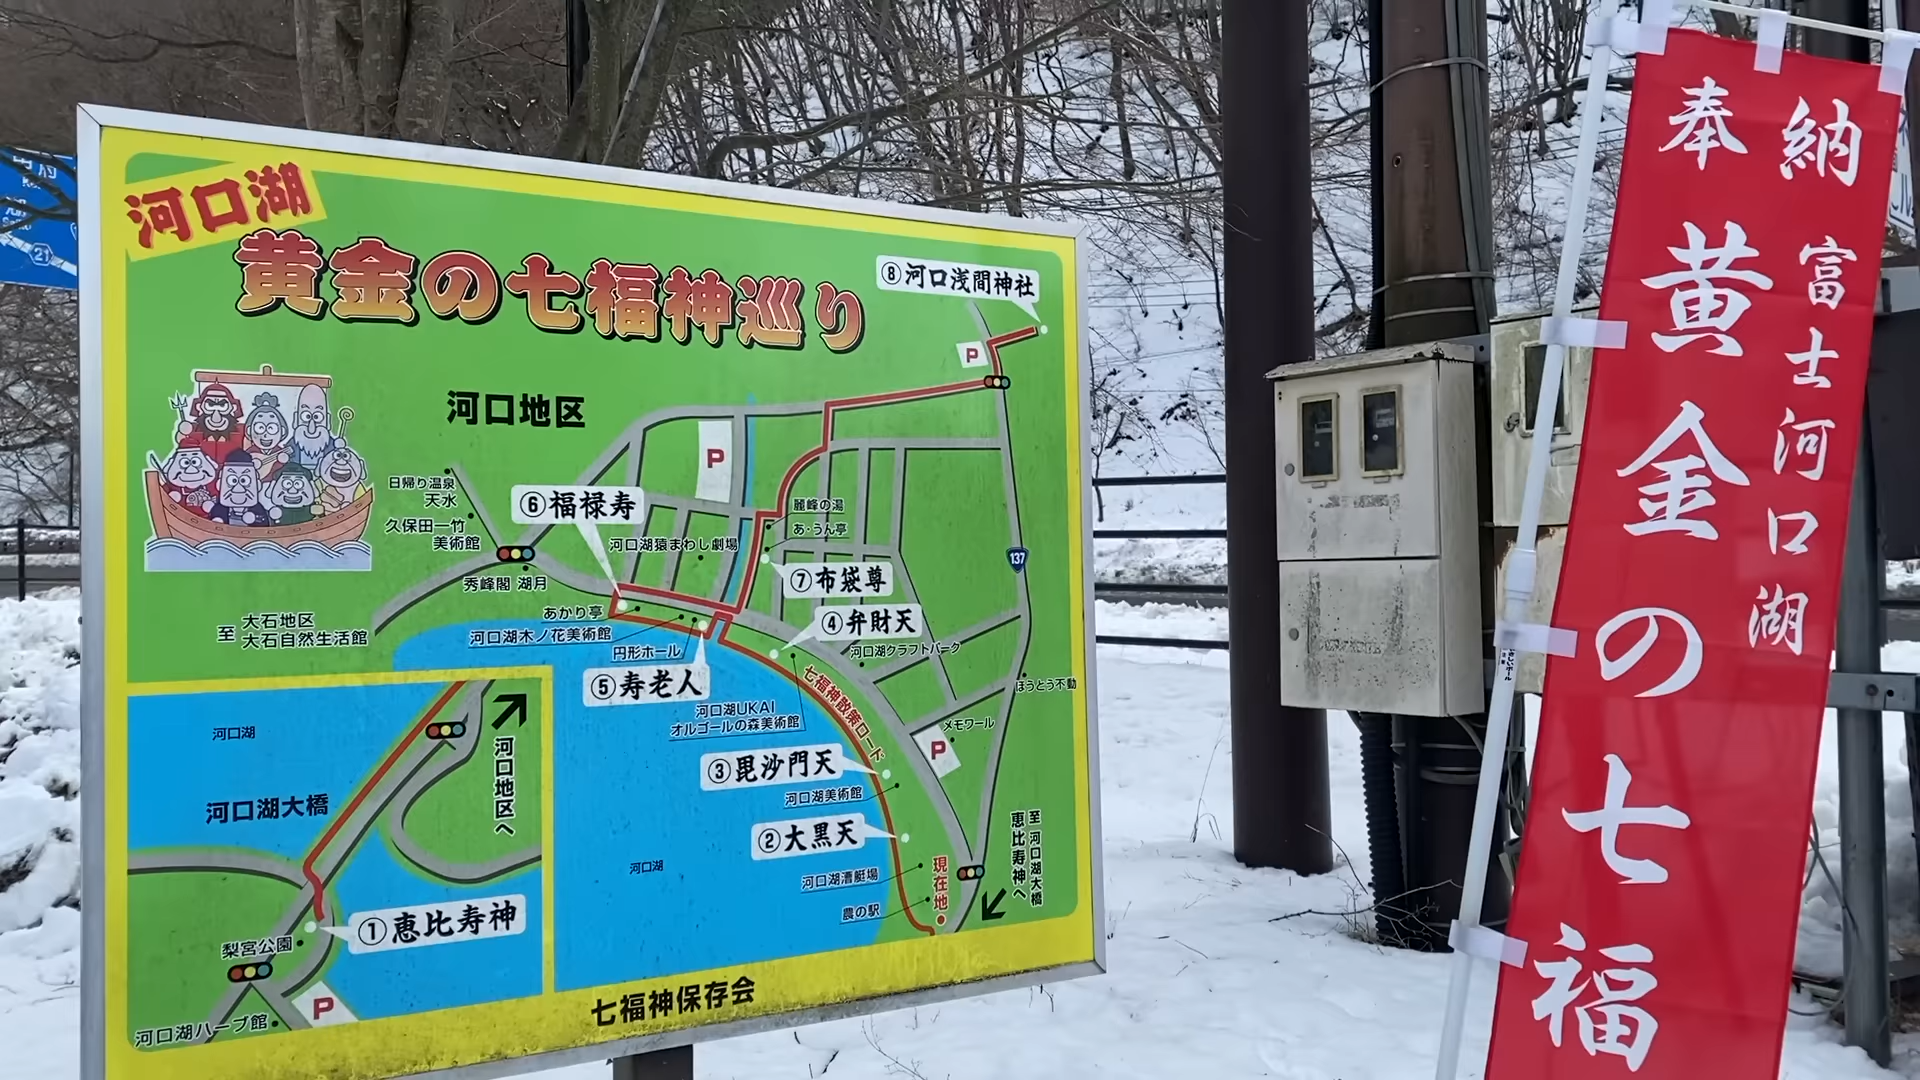 河口湖
黄金の七福神巡り
⑧河口浅間神社
P
河口地区
P
日帰り温泉
天水
久保田一竹
美術館
⑥福禄寿
麗峰の湯
あ・うん亭
河口湖猿まわし劇場
137
⑦布袋尊
秀峰閣 湖月
あかり亭
④弁財天
至 大石地区
大石自然生活館
河口湖木ノ花美術館
円形ホール
河口湖クラフトパーク
⑤寿老人
七福神散策ロード
ほうとう不動
河口湖UKAI
オルゴールの森美術館
メモワール
P
③毘沙門天
河口湖美術館
②大黒天
河口湖漕艇場
農の駅
現在地
至 河口湖大橋
恵比寿神へ
河口湖
河口湖
河口地区へ
河口湖大橋
①恵比寿神
梨宮公園
P
河口湖ハーブ館
七福神保存会
奉納
富士河口湖
黄金の七福
21